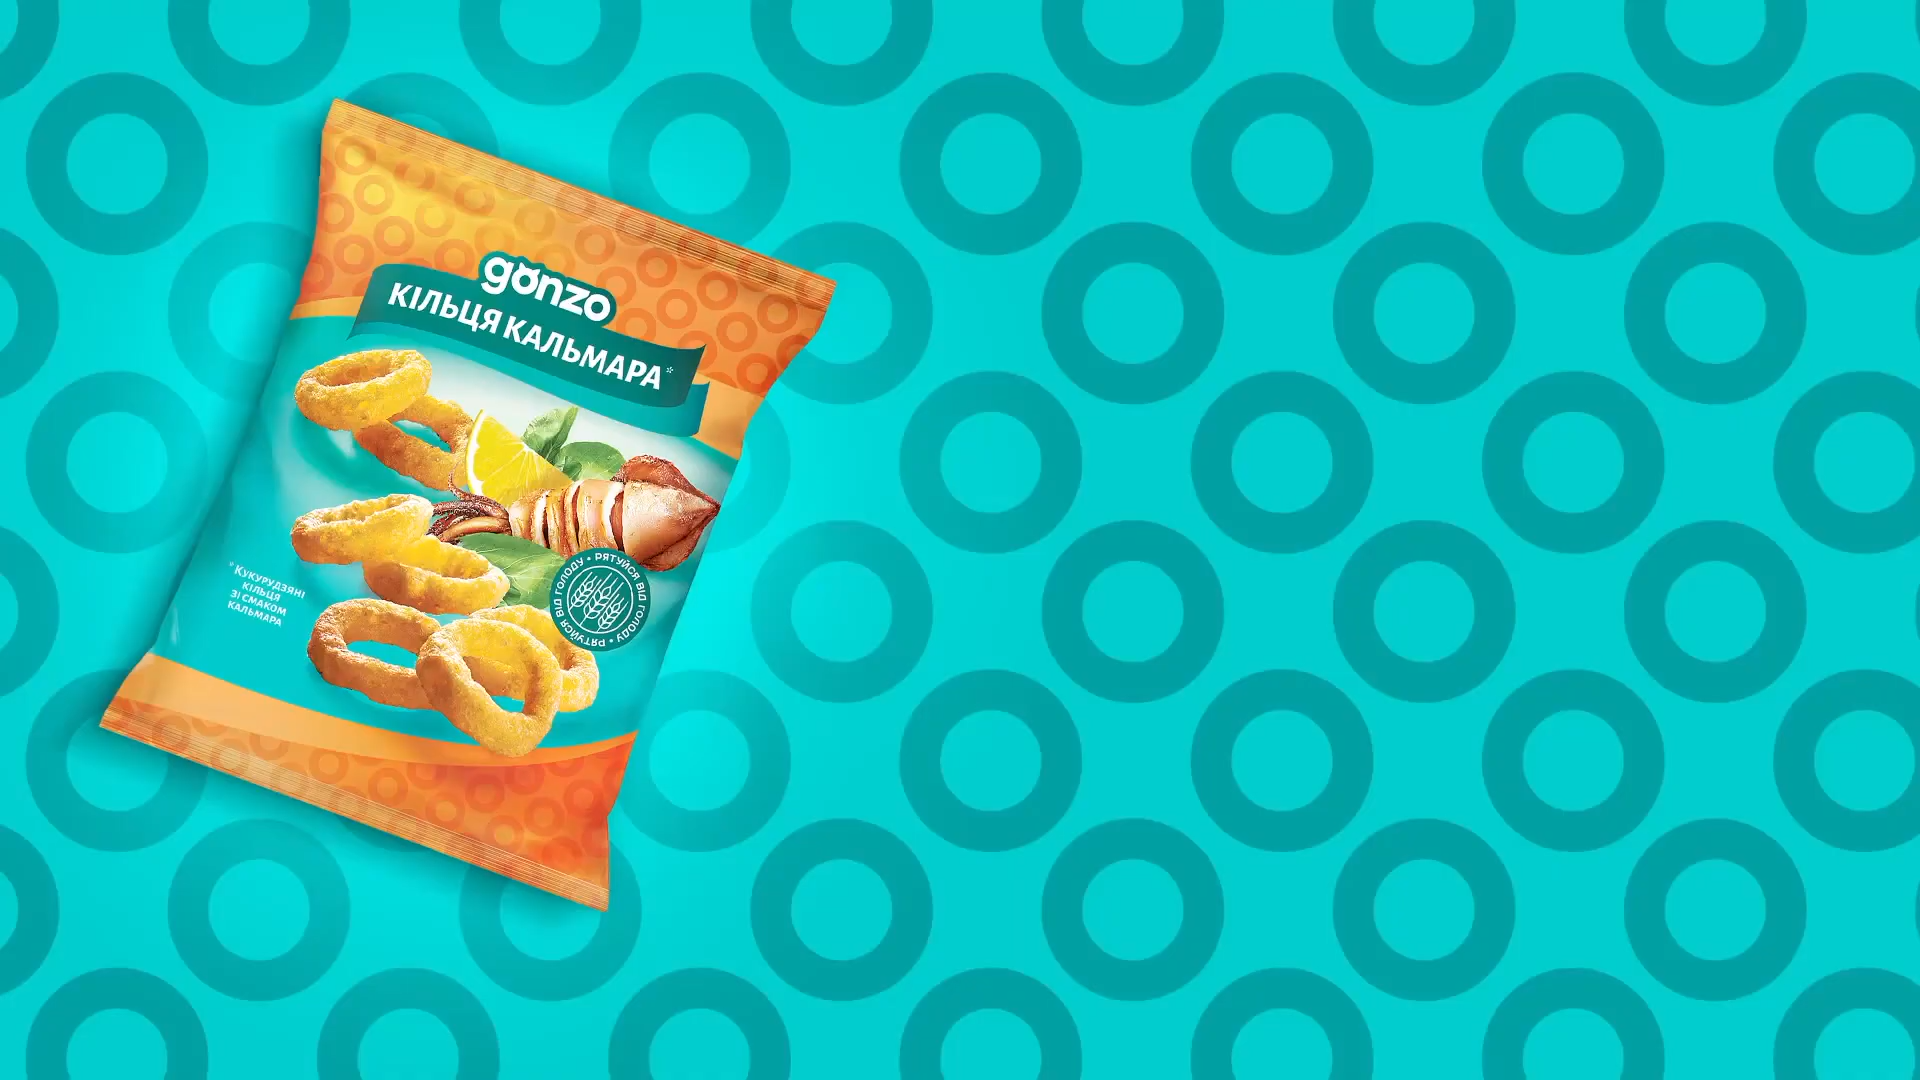 gonzo
КІЛЬЦЯ КАЛЬМАРА*
* КУКУРУДЗЯНІ
КІЛЬЦЯ
ЗІ СМАКОМ
КАЛЬМАРА
РЯТУЙСЯ ВІД ГОЛОДУ • РЯТУЙСЯ ВІД ГОЛОДУ •